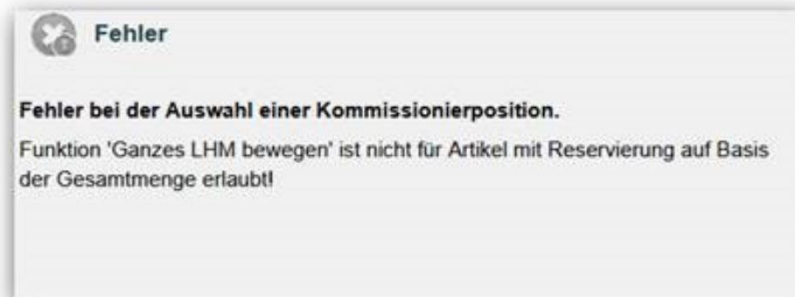 Fehler
Fehler bei der Auswahl einer Kommissionierposition.
Funktion 'Ganzes LHM bewegen' ist nicht für Artikel mit Reservierung auf Basis
der Gesamtmenge erlaubt!